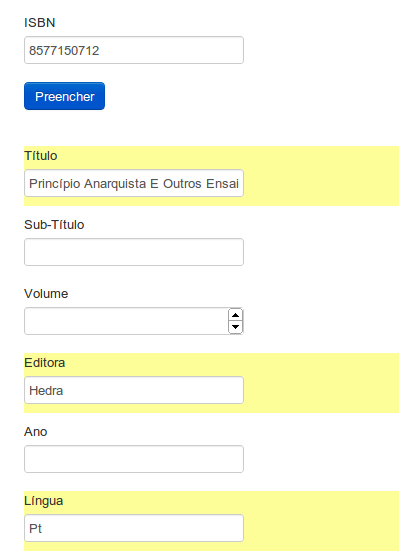 ISBN
8577150712
Preencher
Título
Princípio Anarquista E Outros Ensai
Sub-Título
Volume
Editora
Hedra
Ano
Língua
Pt